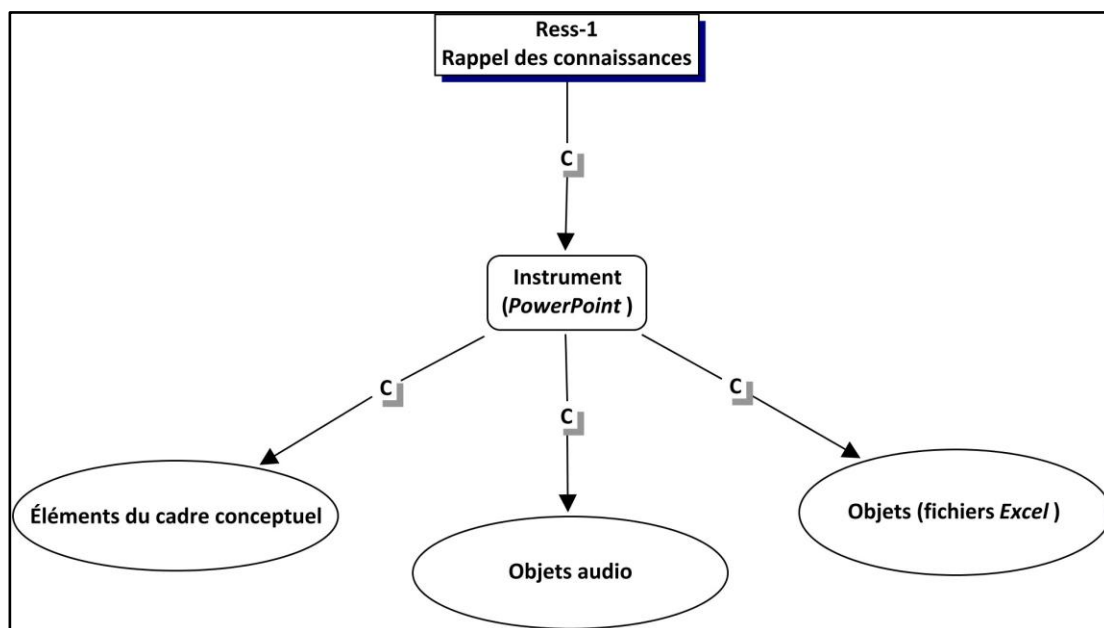 Ress-1
Rappel des connaissances
C
Instrument
(PowerPoint )
C
C
C
Éléments du cadre conceptuel
Objets audio
Objets (fichiers Excel )